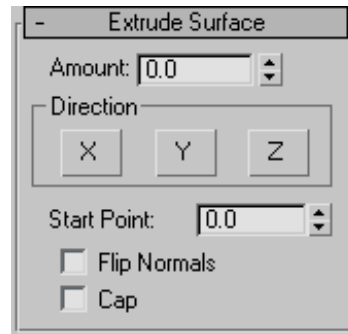 - Extrude Surface
Amount: 0.0
Direction
X Y Z
Start Point: 0.0
Flip Normals
Cap